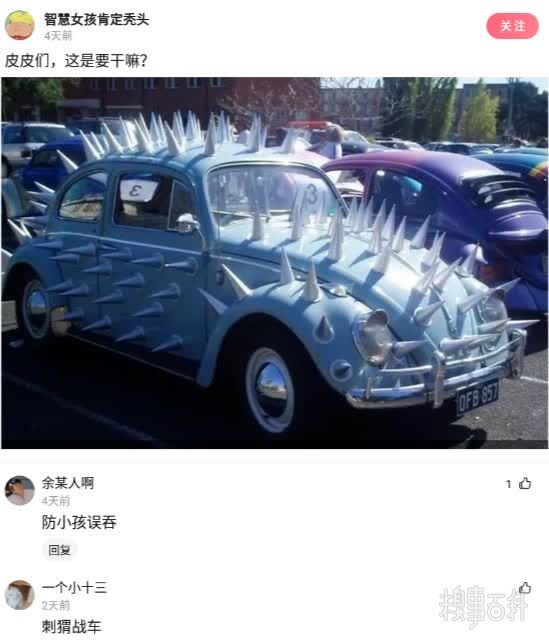 智慧女孩肯定秃头
4天前
关注
皮皮们，这是要干嘛？
3
3
OFB 857
余某人啊
1
4天前
防小孩误吞
回复
一个小十三
2天前
刺猬战车
糗事百科